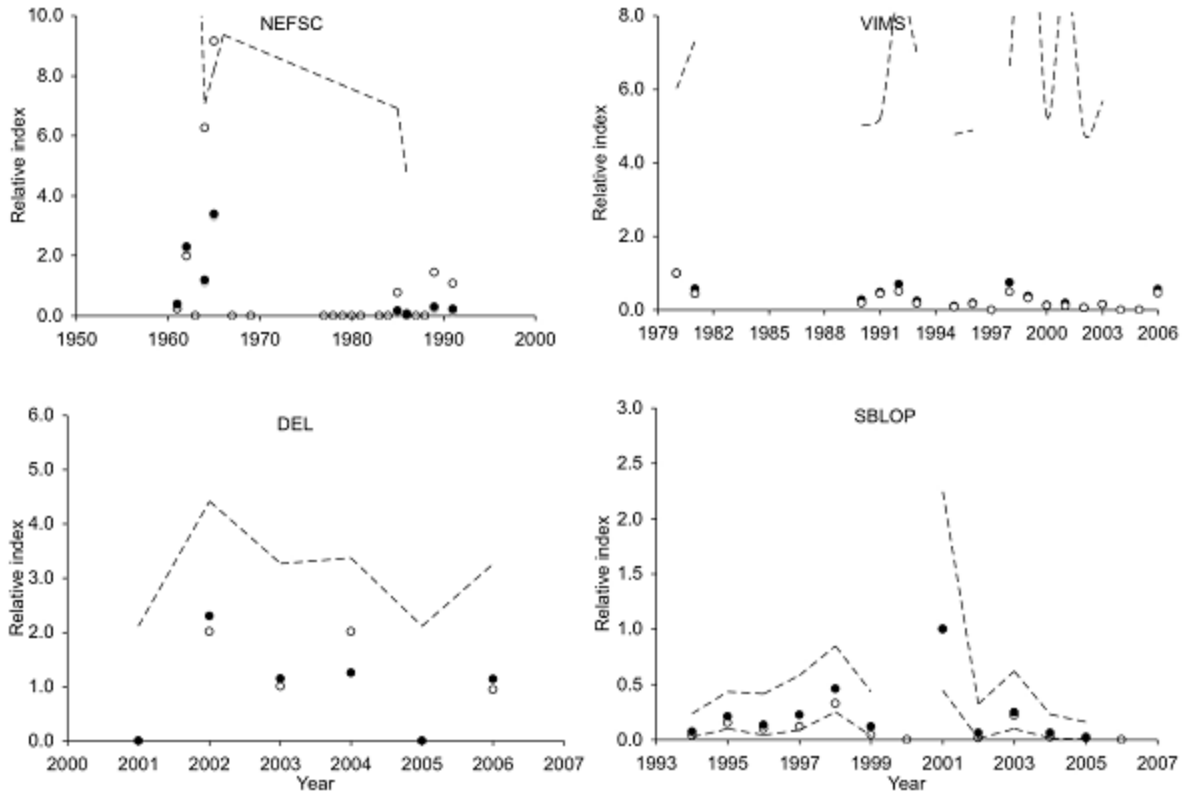 NEFSC
Relative index
10.0
8.0
6.0
4.0
2.0
0.0
1950 1960 1970 1980 1990 2000
VIMS
Relative index
8.0
6.0
4.0
2.0
0.0
1979 1982 1985 1988 1991 1994 1997 2000 2003 2006
DEL
Relative index
6.0
5.0
4.0
3.0
2.0
1.0
0.0
2000 2001 2002 2003 2004 2005 2006 2007
Year
SBLOP
Relative index
3.0
2.5
2.0
1.5
1.0
0.5
0.0
1993 1995 1997 1999 2001 2003 2005 2007
Year